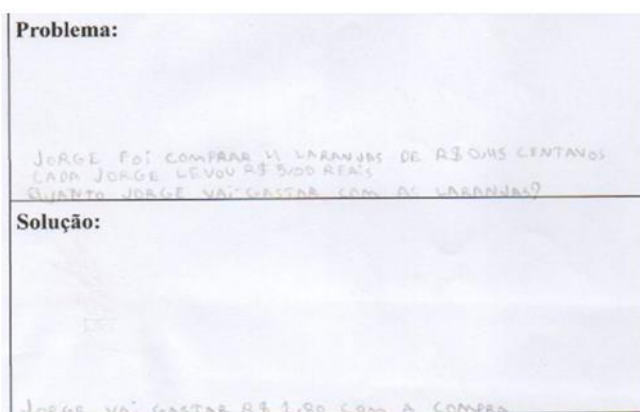 Problema:
JORGE FOI COMPRAR 4 LARANJAS DE R$ 0,45 CENTAVOS
CADA JORGE LEVOU R$ 5,00 REAIS
QUANTO JORGE VAI GASTAR COM AS LARANJAS?
Solução:
JORGE VAI GASTAR R$ 1,80 COM A COMPRA